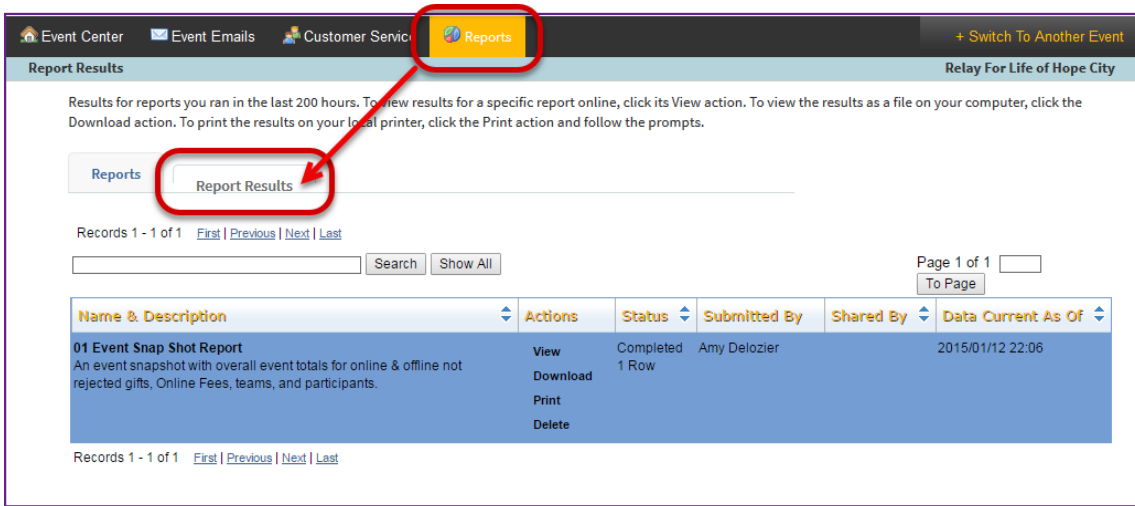 Event Center Event Emails Customer Service Reports + Switch To Another Event
Report Results Relay For Life of Hope City
Results for reports you ran in the last 200 hours. To view results for a specific report online, click its View action. To view the results as a file on your computer, click the
Download action. To print the results on your local printer, click the Print action and follow the prompts.
Reports Report Results
Records 1 - 1 of 1 First | Previous | Next | Last
Search Show All Page 1 of 1
To Page
Name & Description Actions Status Submitted By Shared By Data Current As Of
01 Event Snap Shot Report View Completed Amy Delozier 2015/01/12 22:06
An event snapshot with overall event totals for online & offline not 1 Row
rejected gifts, Online Fees, teams, and participants. Download
Print
Delete
Records 1 - 1 of 1 First | Previous | Next | Last